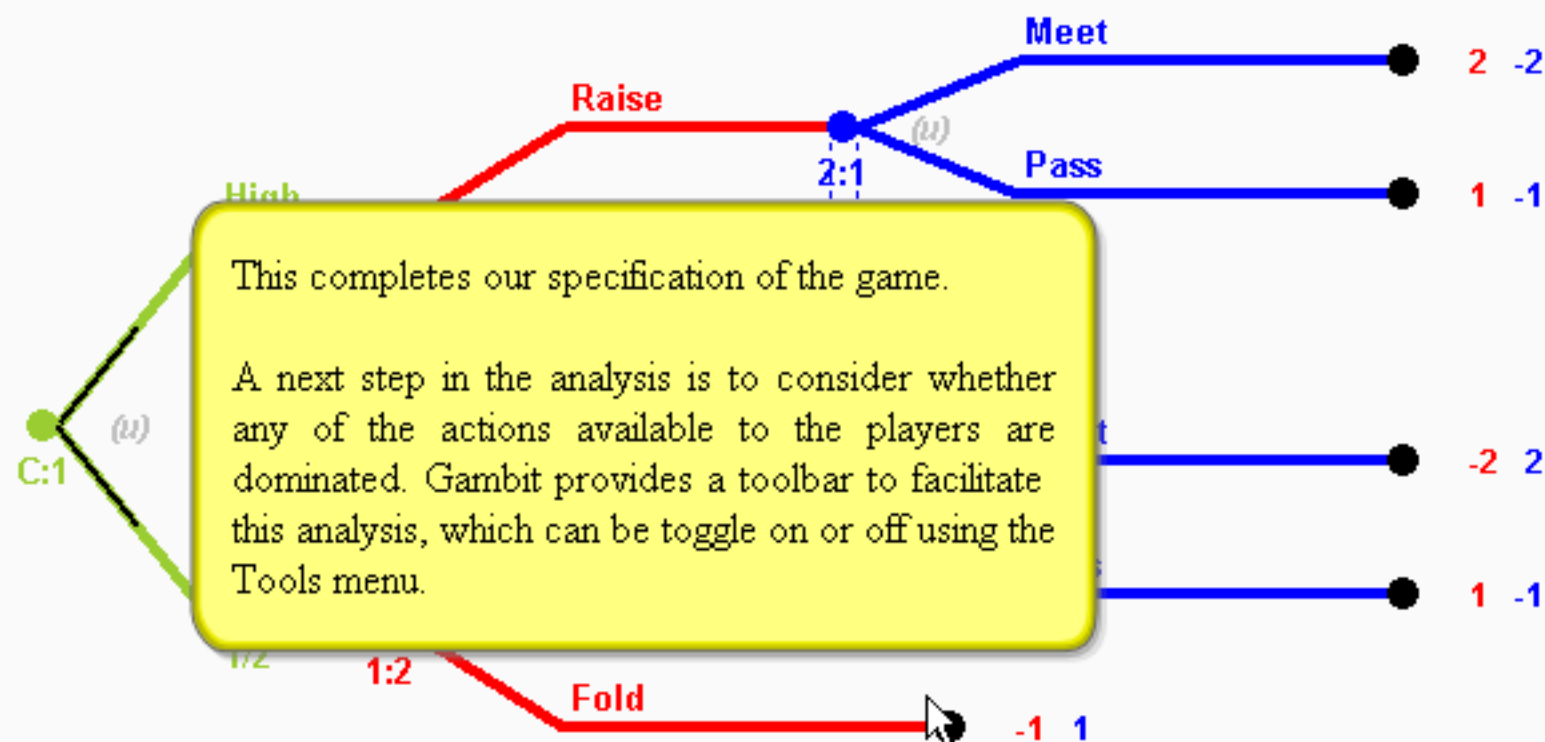 Meet
2 -2
Raise
(u)
2:1
Pass
1 -1
High
This completes our specification of the game.
A next step in the analysis is to consider whether
any of the actions available to the players are
dominated. Gambit provides a toolbar to facilitate
this analysis, which can be toggle on or off using the
Tools menu.
(u)
C:1
t
-2 2
s
1 -1
1/2
1:2
Fold
-1 1